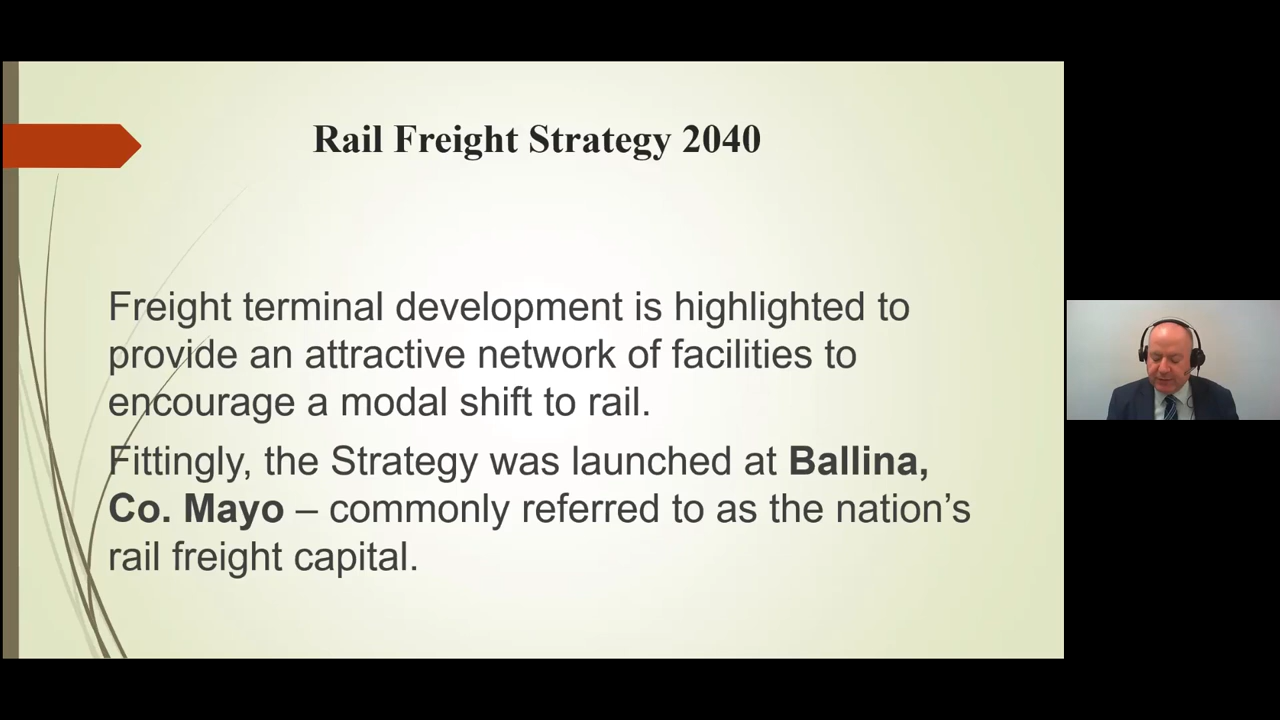 Rail Freight Strategy 2040
Freight terminal development is highlighted to
provide an attractive network of facilities to
encourage a modal shift to rail.
Fittingly, the Strategy was launched at Ballina,
Co. Mayo – commonly referred to as the nation’s
rail freight capital.